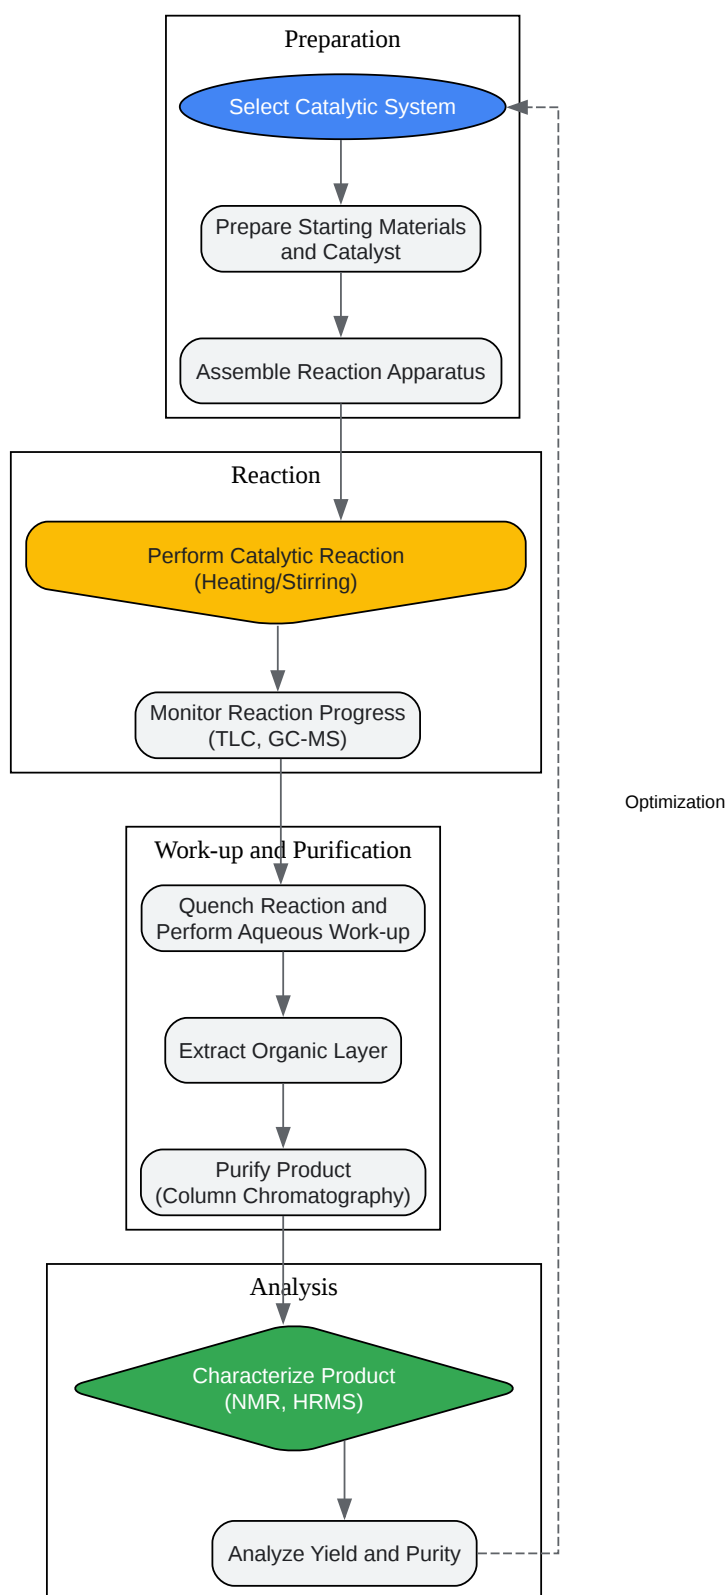 Preparation
Select Catalytic System
Prepare Starting Materials
and Catalyst
Assemble Reaction Apparatus
Reaction
Perform Catalytic Reaction
(Heating/Stirring)
Monitor Reaction Progress
(TLC, GC-MS)
Optimization
Work-up and Purification
Quench Reaction and
Perform Aqueous Work-up
Extract Organic Layer
Purify Product
(Column Chromatography)
Analysis
Characterize Product
(NMR, HRMS)
Analyze Yield and Purity